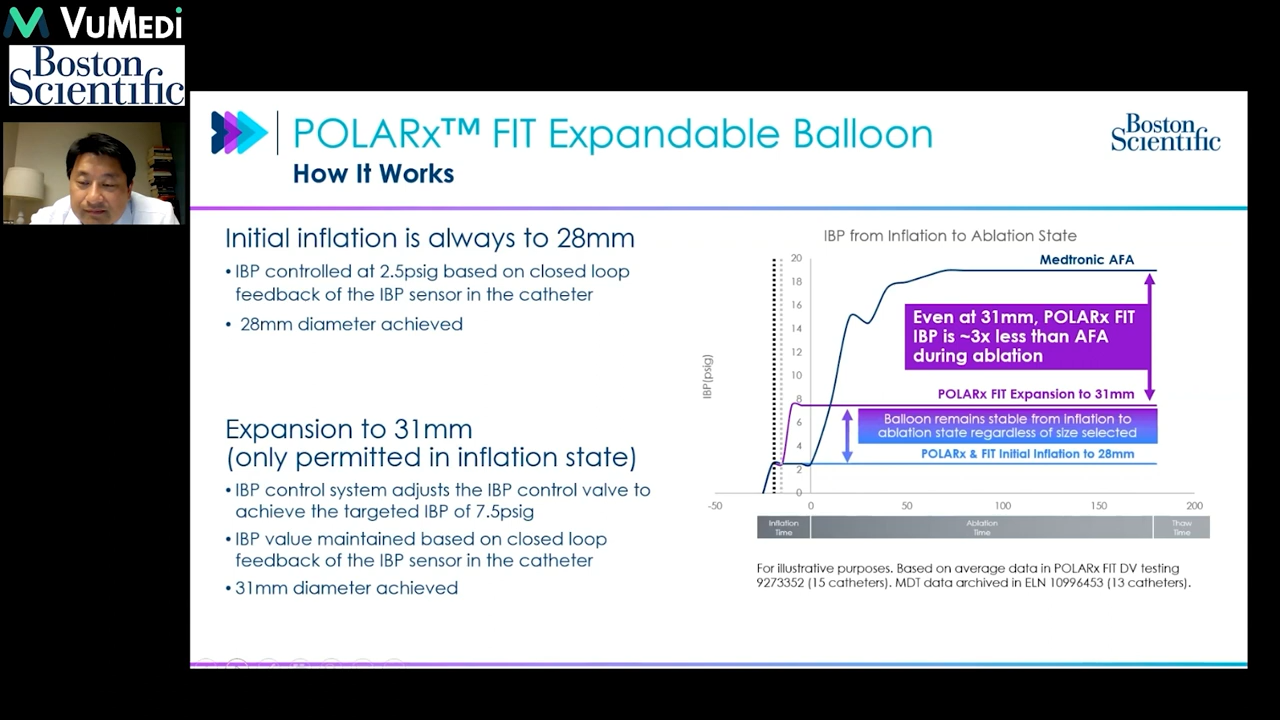 VUMEDI
Boston
Scientific
POLARx™ FIT Expandable Balloon
How It Works
Boston
Scientific
Initial inflation is always to 28mm
• IBP controlled at 2.5psig based on closed loop
feedback of the IBP sensor in the catheter
• 28mm diameter achieved
Expansion to 31mm
(only permitted in inflation state)
• IBP control system adjusts the IBP control valve to
achieve the targeted IBP of 7.5psig
• IBP value maintained based on closed loop
feedback of the IBP sensor in the catheter
• 31mm diameter achieved
IBP from Inflation to Ablation State
IBP(psig)
20
18
16
14
12
10
8
6
4
2
0
Medtronic AFA
Even at 31mm, POLARx FIT
IBP is ~3x less than AFA
during ablation
POLARx FIT Expansion to 31mm
Balloon remains stable from inflation to
ablation state regardless of size selected
POLARx & FIT Initial Inflation to 28mm
-50 0 50 100 150 200
Inflation
Time
Ablation
Time
Thaw
Time
For illustrative purposes. Based on average data in POLARx FIT DV testing
9273352 (15 catheters). MDT data archived in ELN 10996453 (13 catheters).